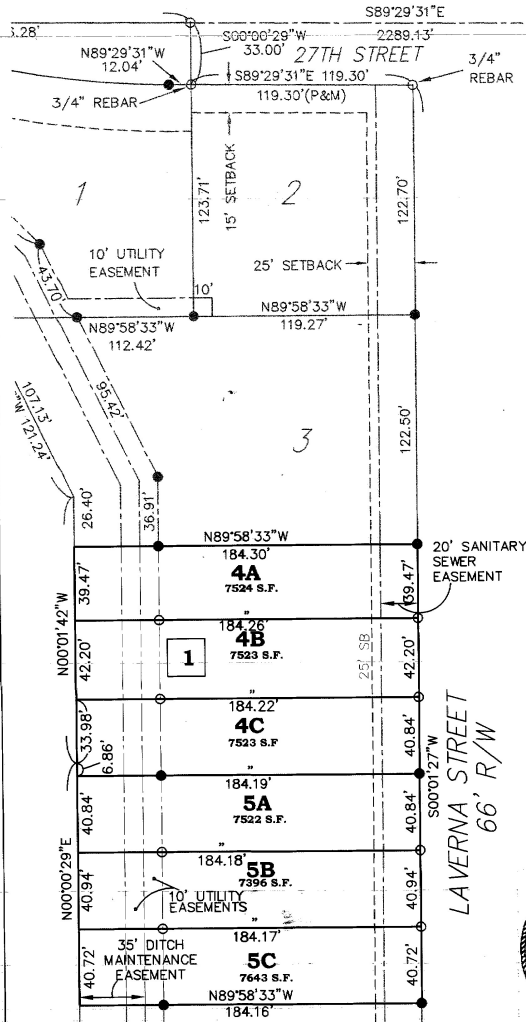 S89°29'31"E
5.28'
S00°00'29"W
33.00'
2289.13'
27TH STREET
N89°29'31"W
12.04'
S89°29'31"E 119.30'
3/4"
REBAR
3/4" REBAR
119.30'(P&M)
1
2
123.71'
15' SETBACK
122.70'
10' UTILITY
EASEMENT
25' SETBACK
43.70'
10'
N89°58'33"W
112.42'
N89°58'33"W
119.27'
95.42'
107.13'
"W 121.24'
3
122.50'
26.40'
36.91'
N89°58'33"W
184.30'
20' SANITARY
SEWER
EASEMENT
4A
7524 S.F.
39.47'
39.47'
184.26'
4B
7523 S.F.
1
N00°01'42"W
42.20'
25' SB
42.20'
"
184.22'
4C
7523 S.F
33.98'
6.86'
40.84'
"
184.19'
5A
7522 S.F.
40.84'
40.84'
S00°01'27"W
LAVERNA STREET
66' R/W
"
184.18'
5B
7396 S.F.
N00°00'29"E
40.94'
40.94'
10' UTILITY
EASEMENTS
"
184.17'
5C
7643 S.F.
35' DITCH
MAINTENANCE
EASEMENT
40.72'
40.72'
N89°58'33"W
184.16'